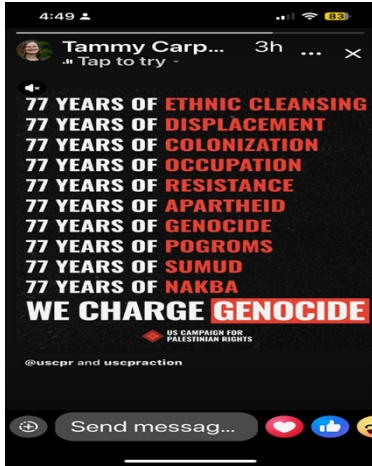 4:49
83
Tammy Carp...
3h
Tap to try
77 YEARS OF ETHNIC CLEANSING
77 YEARS OF DISPLACEMENT
77 YEARS OF COLONIZATION
77 YEARS OF OCCUPATION
77 YEARS OF RESISTANCE
77 YEARS OF APARTHEID
77 YEARS OF GENOCIDE
77 YEARS OF POGROMS
77 YEARS OF SUMUD
77 YEARS OF NAKBA
WE CHARGE GENOCIDE
US CAMPAIGN FOR
PALESTINIAN RIGHTS
@uscpr and uscpraction
Send messag...